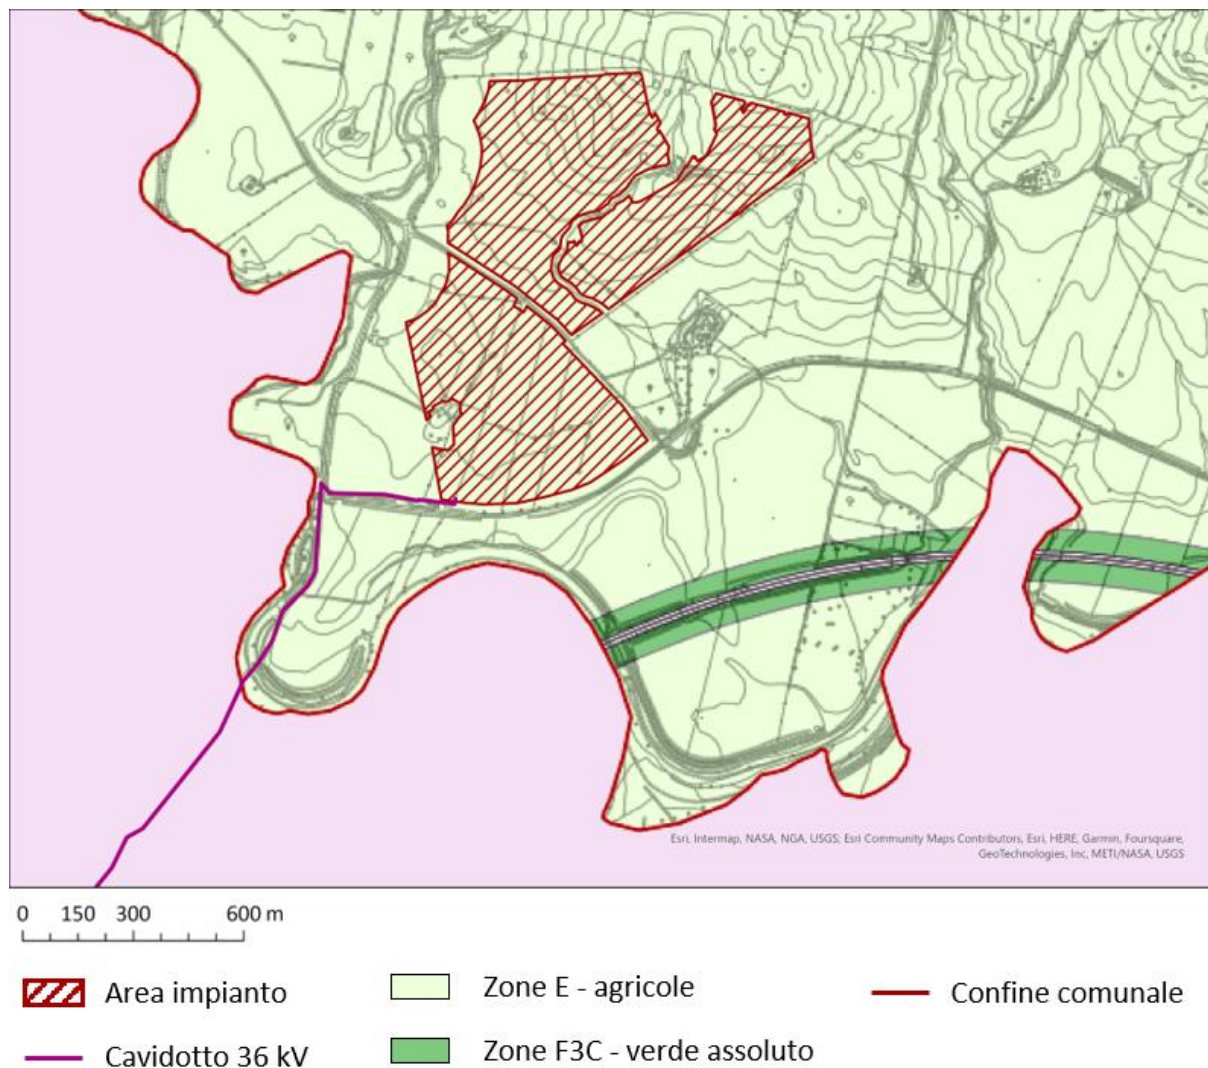 Esri, Intermap, NASA, NGA, USGS; Esri Community Maps Contributors, Esri, HERE, Garmin, Foursquare,
GeoTechnologies, Inc, METI/NASA, USGS
0 150 300 600 m
Area impianto
Zone E - agricole
Confine comunale
Cavidotto 36 kV
Zone F3C - verde assoluto